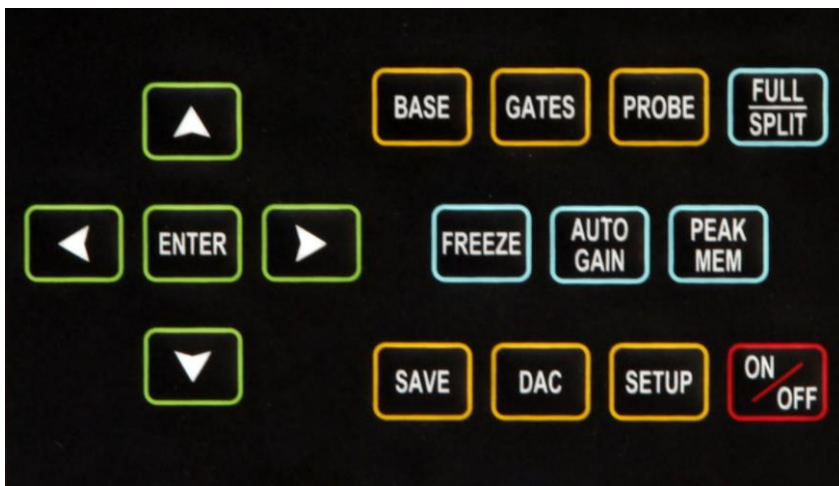 BASE
GATES
PROBE
FULL
SPLIT
ENTER
FREEZE
AUTO
GAIN
PEAK
MEM
SAVE
DAC
SETUP
ON
OFF